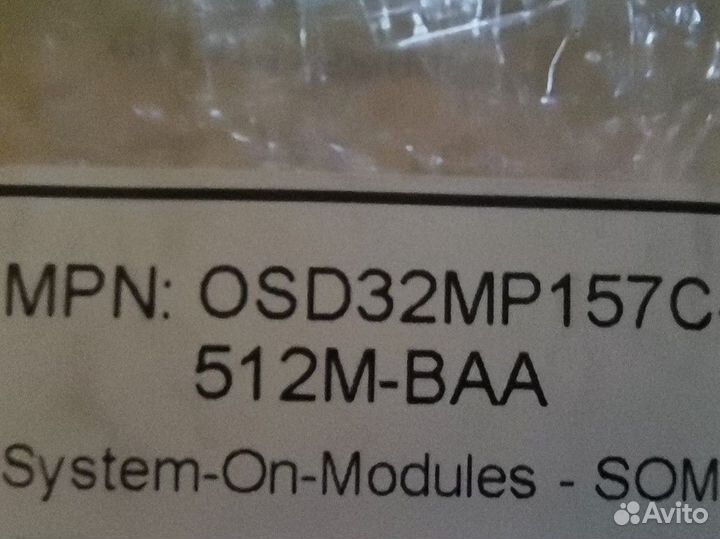 MPN: OSD32MP157C-
512M-BAA
System-On-Modules - SOM
Avito